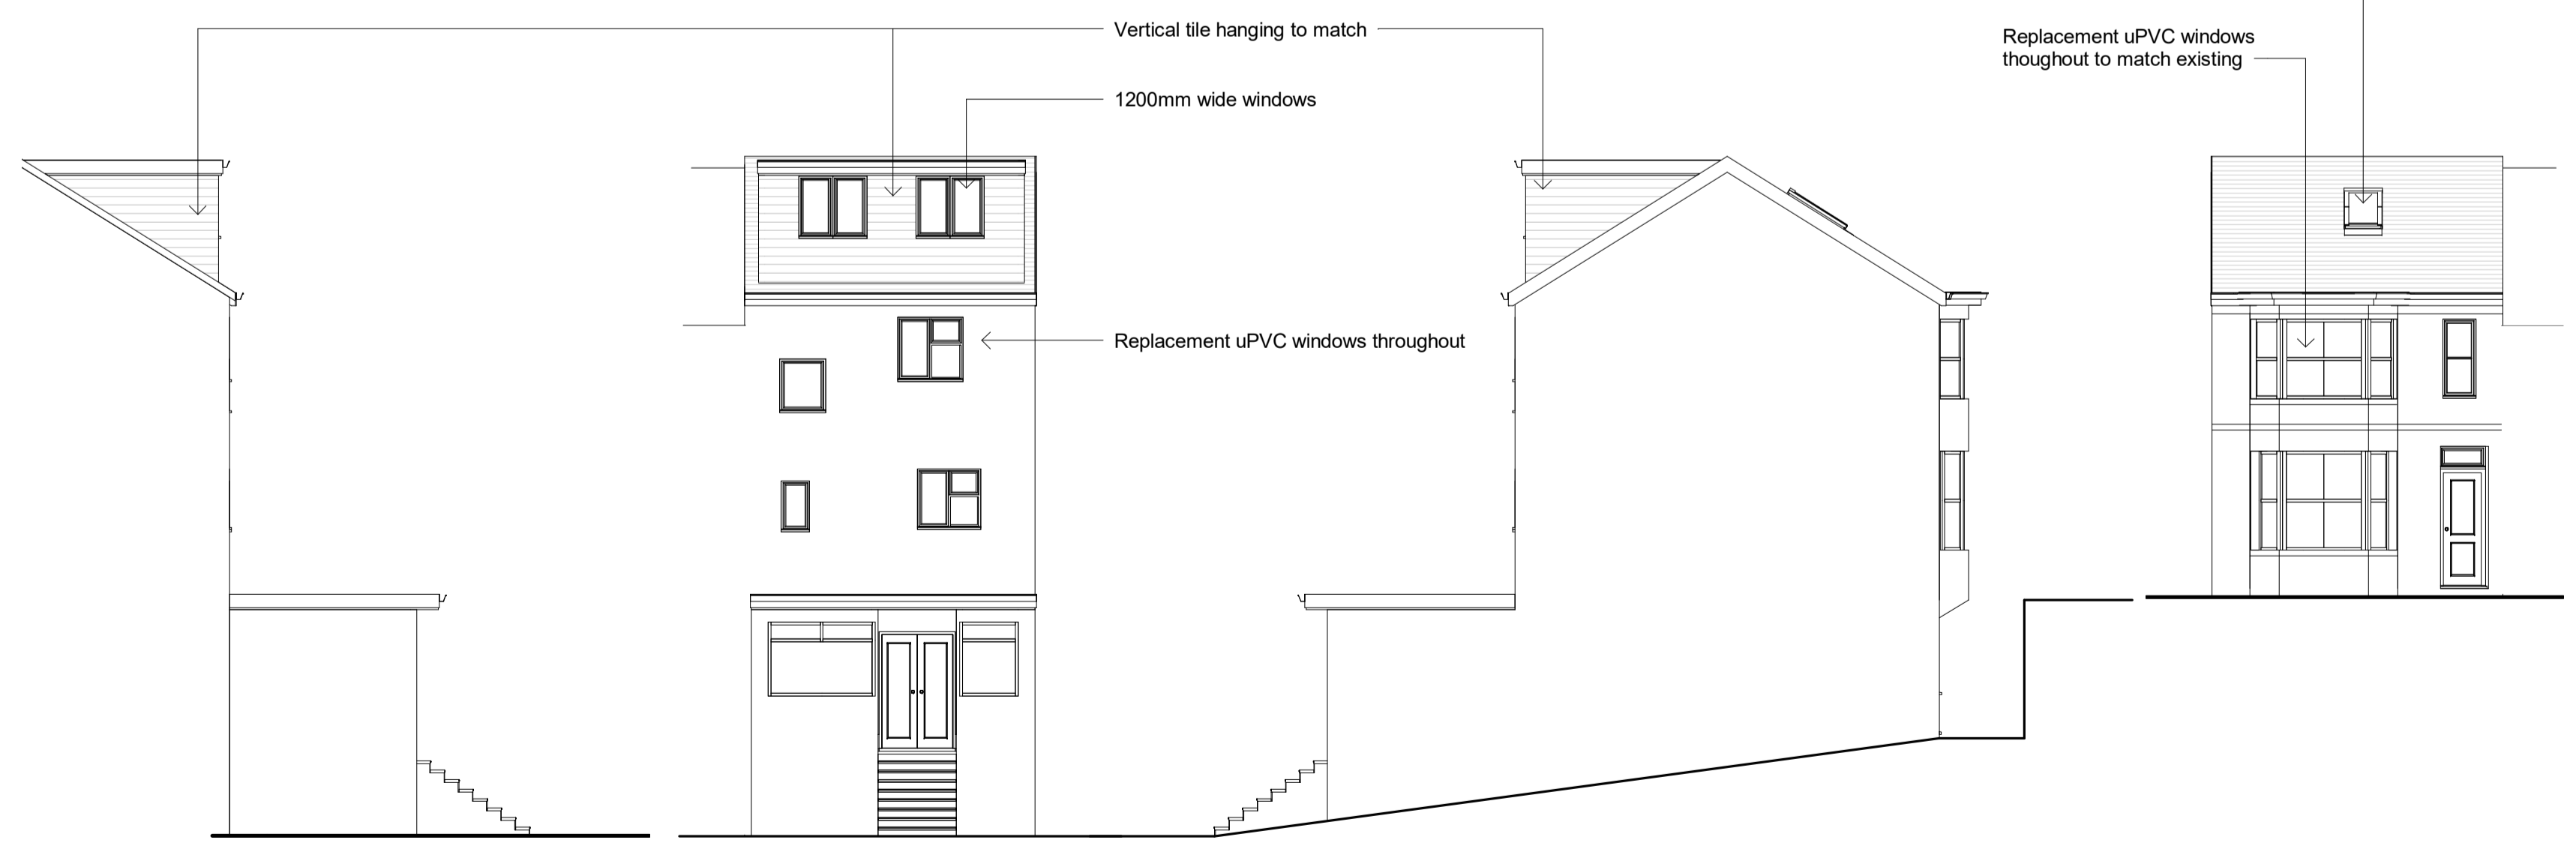 Vertical tile hanging to match
1200mm wide windows
Replacement uPVC windows throughout
Replacement uPVC windows
thoughout to match existing